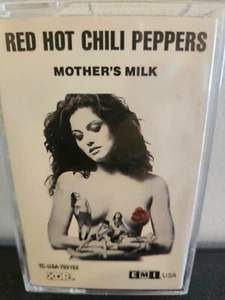 RED HOT CHILI PEPPERS
MOTHER'S MILK
EMI USA